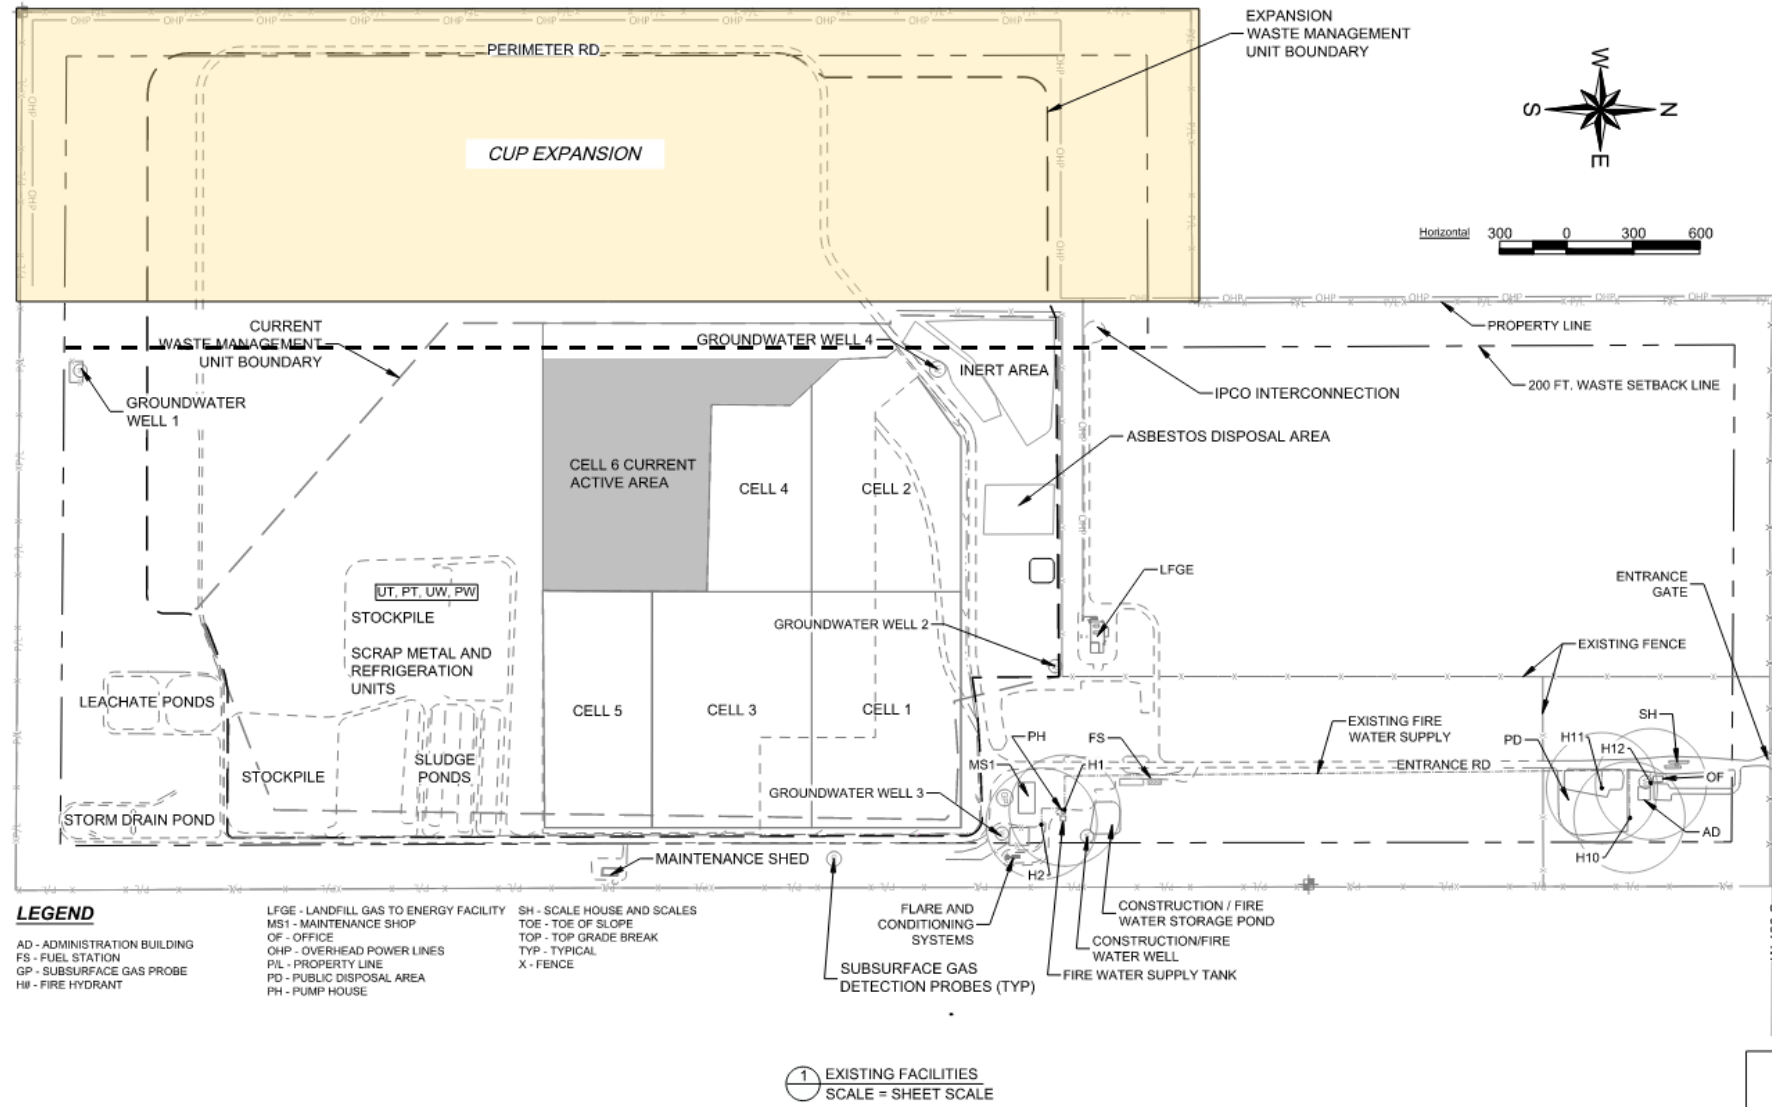 OHP
PERIMETER RD
EXPANSION
WASTE MANAGEMENT
UNIT BOUNDARY
W
S
N
E
CUP EXPANSION
Horizontal
300 0 300 600
PROPERTY LINE
CURRENT
WASTE MANAGEMENT
UNIT BOUNDARY
GROUNDWATER WELL 4
INERT AREA
200 FT. WASTE SETBACK LINE
IPCO INTERCONNECTION
GROUNDWATER
WELL 1
ASBESTOS DISPOSAL AREA
CELL 6 CURRENT
ACTIVE AREA
CELL 4
CELL 2
LFGE
ENTRANCE
GATE
UT, PT, UW, PW
STOCKPILE
GROUNDWATER WELL 2
EXISTING FENCE
SCRAP METAL AND
REFRIGERATION
UNITS
LEACHATE PONDS
CELL 5
CELL 3
CELL 1
EXISTING FIRE
WATER SUPPLY
SH
PH
FS
PD
H11
H12
MS1
H1
ENTRANCE RD
OF
STOCKPILE
SLUDGE
PONDS
GROUNDWATER WELL 3
STORM DRAIN POND
AD
MAINTENANCE SHED
H2
H10
P/L
LEGEND
AD - ADMINISTRATION BUILDING
FS - FUEL STATION
GP - SUBSURFACE GAS PROBE
H# - FIRE HYDRANT
LFGE - LANDFILL GAS TO ENERGY FACILITY
MS1 - MAINTENANCE SHOP
OF - OFFICE
OHP - OVERHEAD POWER LINES
P/L - PROPERTY LINE
PD - PUBLIC DISPOSAL AREA
PH - PUMP HOUSE
SH - SCALE HOUSE AND SCALES
TOE - TOE OF SLOPE
TOP - TOP GRADE BREAK
TYP - TYPICAL
X - FENCE
FLARE AND
CONDITIONING
SYSTEMS
CONSTRUCTION / FIRE
WATER STORAGE POND
CONSTRUCTION/FIRE
WATER WELL
FIRE WATER SUPPLY TANK
SUBSURFACE GAS
DETECTION PROBES (TYP)
1
EXISTING FACILITIES
SCALE = SHEET SCALE